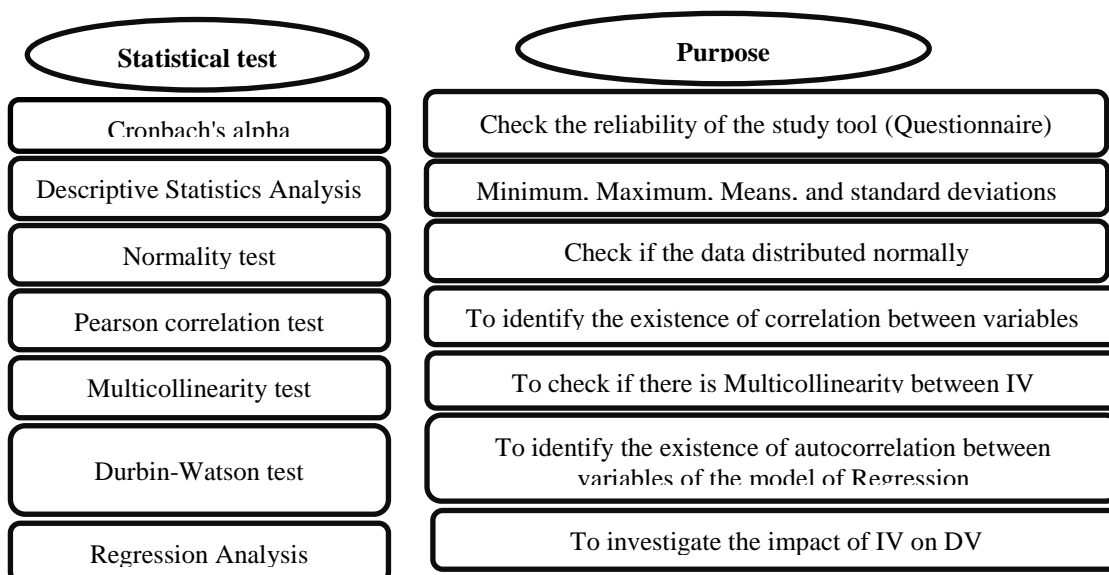 Statistical test
Purpose
Cronbach's alpha
Check the reliability of the study tool (Questionnaire)
Descriptive Statistics Analysis
Minimum, Maximum, Means, and standard deviations
Normality test
Check if the data distributed normally
Pearson correlation test
To identify the existence of correlation between variables
Multicollinearity test
To check if there is Multicollinearity between IV
Durbin-Watson test
To identify the existence of autocorrelation between
variables of the model of Regression
Regression Analysis
To investigate the impact of IV on DV